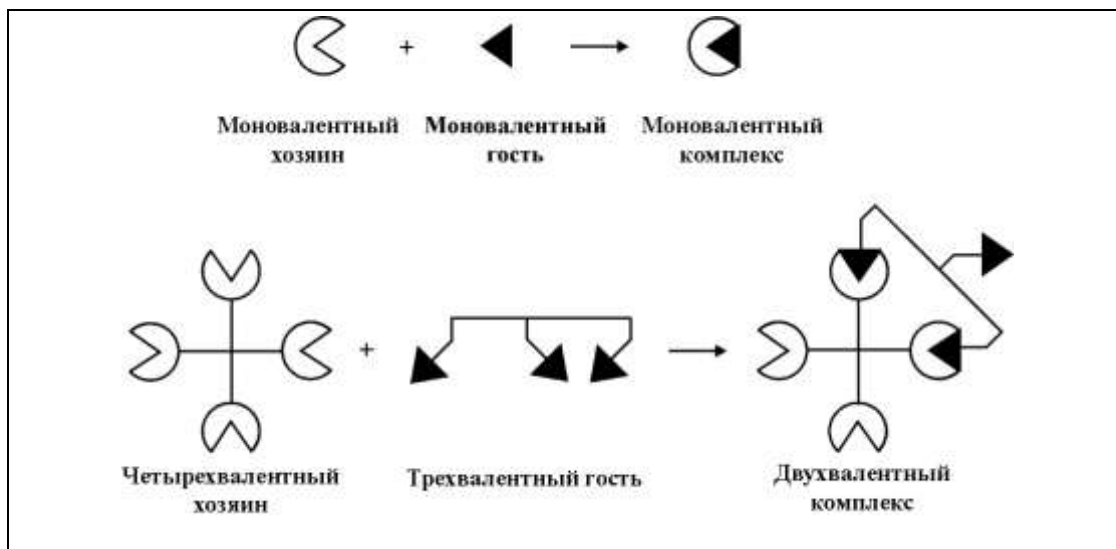 +
Моновалентный Моновалентный Моновалентный
хозяин гость комплекс
+
Четырехвалентный Трехвалентный гость Двухвалентный
хозяин комплекс